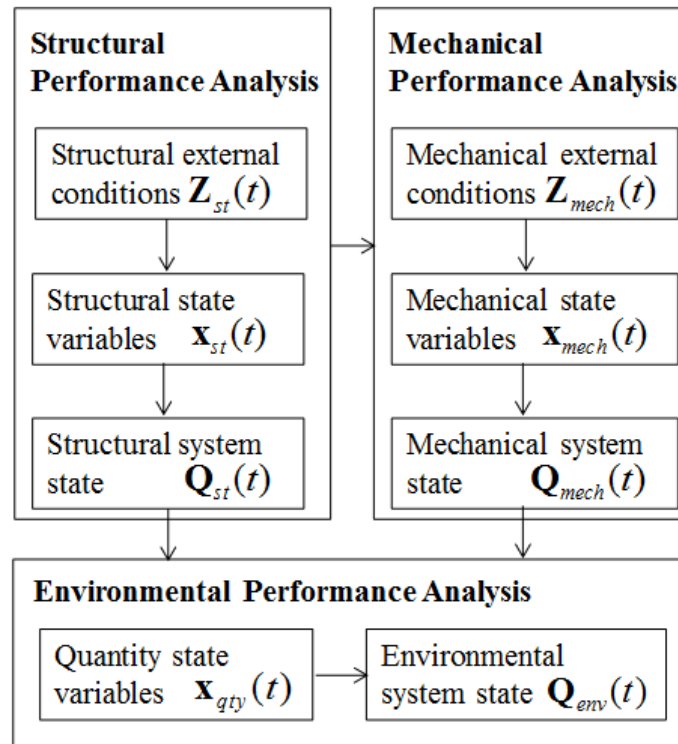 Structural
Performance Analysis
Structural external
conditions Z_st(t)
Structural state
variables x_st(t)
Structural system
state Q_st(t)
Mechanical
Performance Analysis
Mechanical external
conditions Z_mech(t)
Mechanical state
variables x_mech(t)
Mechanical system
state Q_mech(t)
Environmental Performance Analysis
Quantity state
variables x_qty(t)
Environmental
system state Q_env(t)